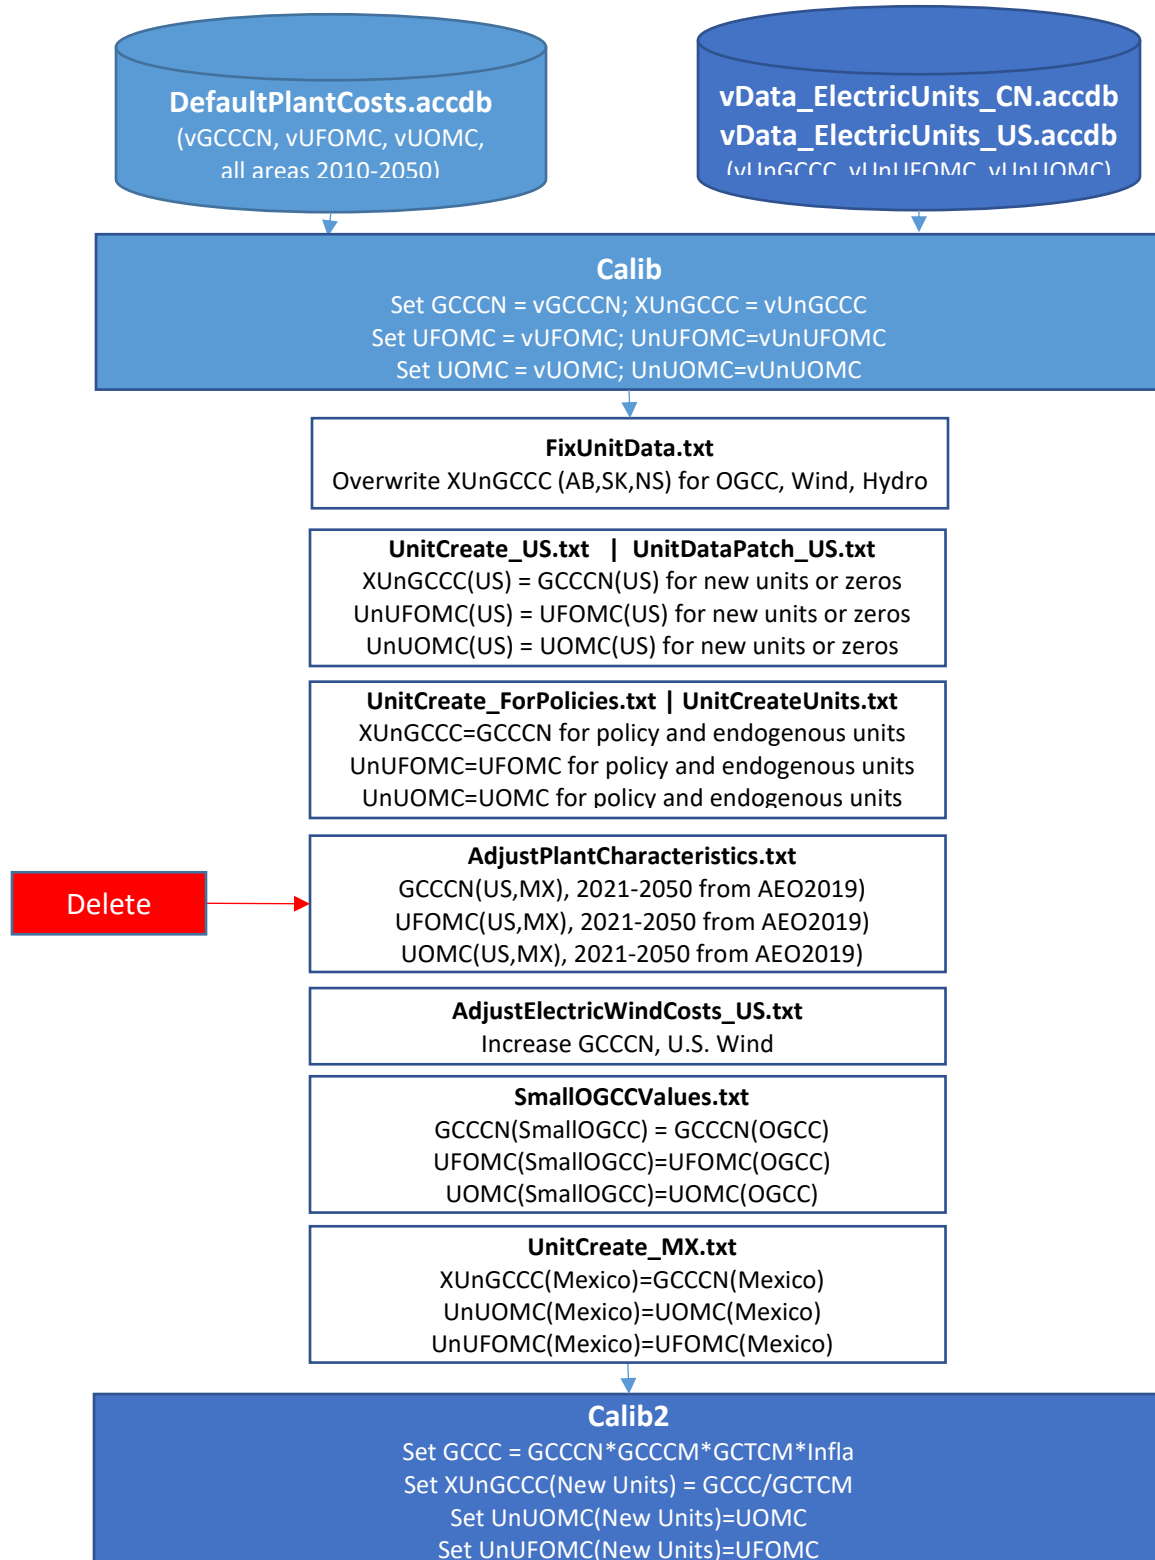 DefaultPlantCosts.accdb
(vGCCCN, vUFOMC, vUOMC,
all areas 2010-2050)
vData_ElectricUnits_CN.accdb
vData_ElectricUnits_US.accdb
(vUnGCCC, vUnUFOMC, vUnUOMC)
Calib
Set GCCCN = vGCCCN; XUnGCCC = vUnGCCC
Set UFOMC = vUFOMC; UnUFOMC=vUnUFOMC
Set UOMC = vUOMC; UnUOMC=vUnUOMC
FixUnitData.txt
Overwrite XUnGCCC (AB,SK,NS) for OGCC, Wind, Hydro
UnitCreate_US.txt | UnitDataPatch_US.txt
XUnGCCC(US) = GCCCN(US) for new units or zeros
UnUFOMC(US) = UFOMC(US) for new units or zeros
UnUOMC(US) = UOMC(US) for new units or zeros
UnitCreate_ForPolicies.txt | UnitCreateUnits.txt
XUnGCCC=GCCCN for policy and endogenous units
UnUFOMC=UFOMC for policy and endogenous units
UnUOMC=UOMC for policy and endogenous units
Delete
AdjustPlantCharacteristics.txt
GCCCN(US,MX), 2021-2050 from AEO2019)
UFOMC(US,MX), 2021-2050 from AEO2019)
UOMC(US,MX), 2021-2050 from AEO2019)
AdjustElectricWindCosts_US.txt
Increase GCCCN, U.S. Wind
SmallOGCCValues.txt
GCCCN(SmallOGCC) = GCCCN(OGCC)
UFOMC(SmallOGCC)=UFOMC(OGCC)
UOMC(SmallOGCC)=UOMC(OGCC)
UnitCreate_MX.txt
XUnGCCC(Mexico)=GCCCN(Mexico)
UnUOMC(Mexico)=UOMC(Mexico)
UnUFOMC(Mexico)=UFOMC(Mexico)
Calib2
Set GCCC = GCCCN*GCCCM*GCTCM*Infla
Set XUnGCCC(New Units) = GCCC/GCTCM
Set UnUOMC(New Units)=UOMC
Set UnUFOMC(New Units)=UFOMC